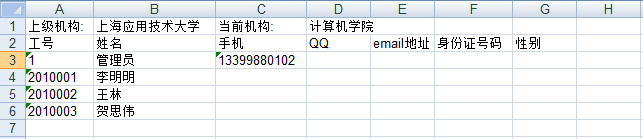 A B C D E F G H
1 上级机构: 上海应用技术大学 当前机构: 计算机学院
2 工号 姓名 手机 QQ email地址 身份证号码 性别
3 1 管理员 13399880102
4 2010001 李明明
5 2010002 王林
6 2010003 贺思伟